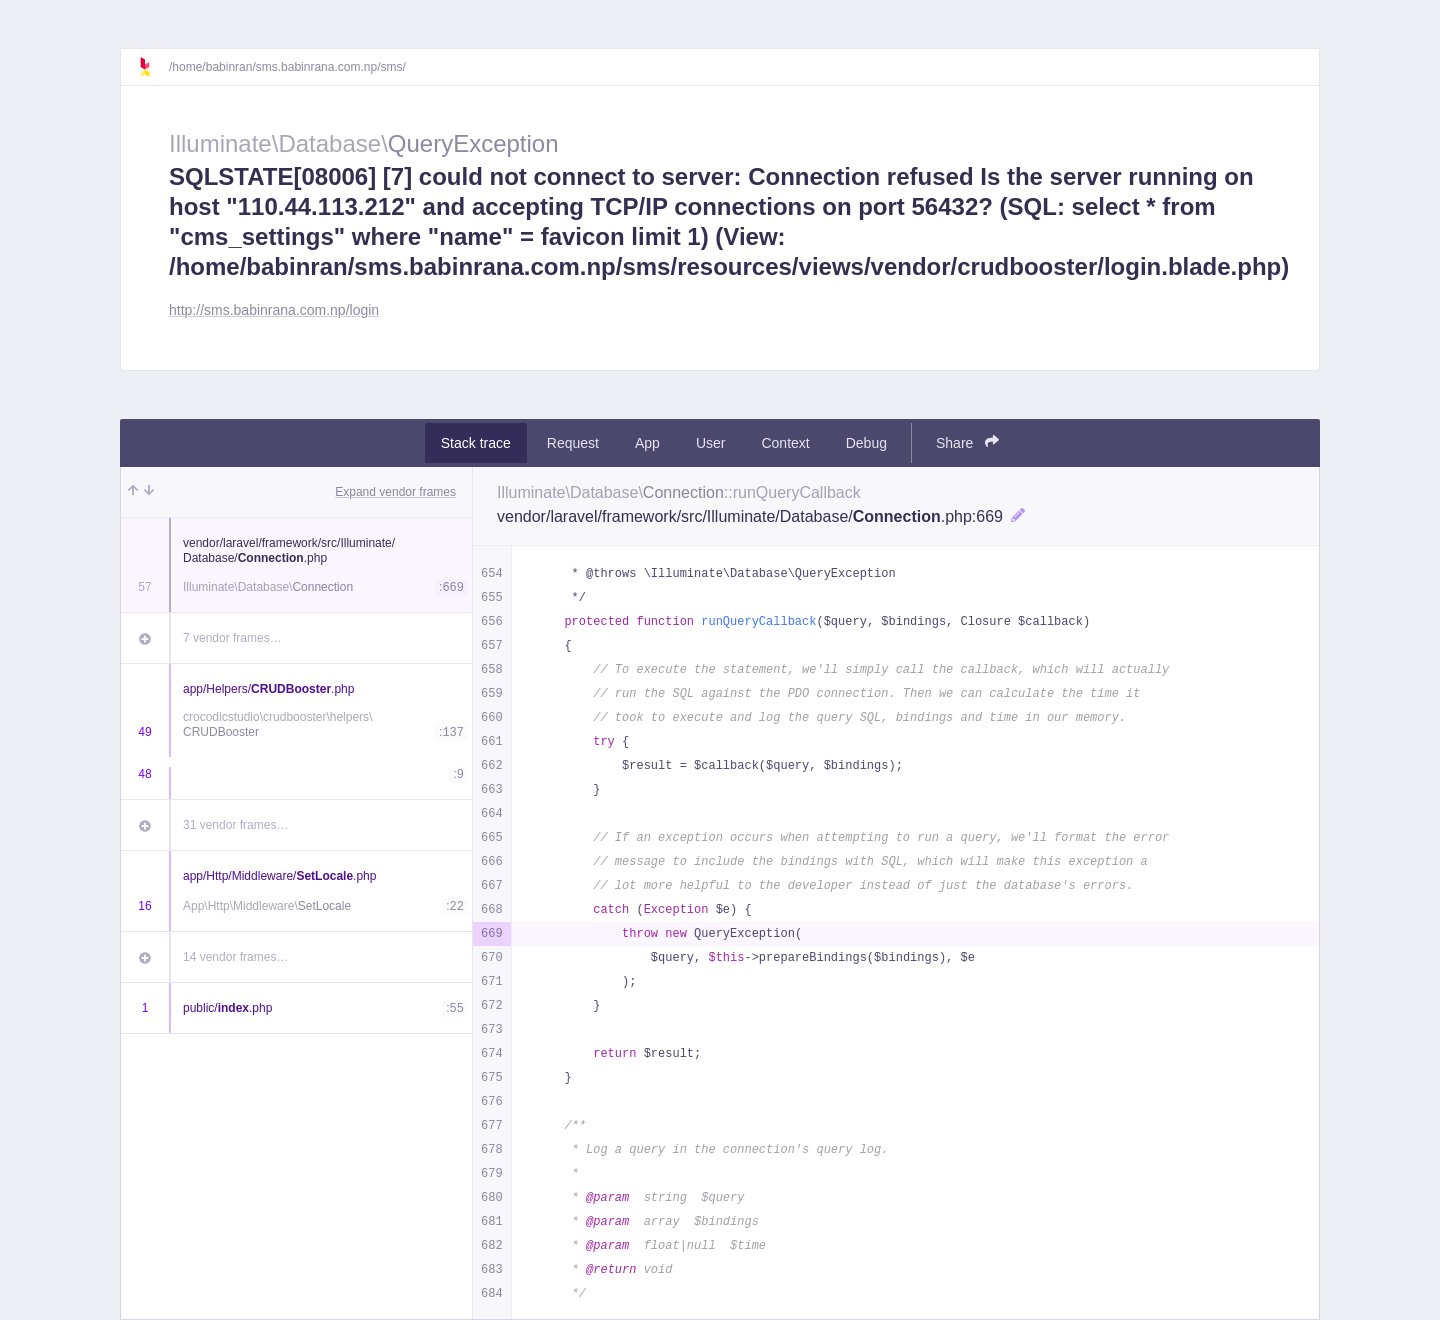 /home/babinran/sms.babinrana.com.np/sms/
Illuminate\Database\QueryException
SQLSTATE[08006] [7] could not connect to server: Connection refused Is the server running on
host "110.44.113.212" and accepting TCP/IP connections on port 56432? (SQL: select * from
"cms_settings" where "name" = favicon limit 1) (View:
/home/babinran/sms.babinrana.com.np/sms/resources/views/vendor/crudbooster/login.blade.php)
http://sms.babinrana.com.np/login
Stack trace Request App User Context Debug Share
Expand vendor frames
vendor/laravel/framework/src/Illuminate/
Database/Connection.php
57 Illuminate\Database\Connection :669
7 vendor frames…
app/Helpers/CRUDBooster.php
crocodicstudio\crudbooster\helpers\
49 CRUDBooster :137
48 :9
31 vendor frames…
app/Http/Middleware/SetLocale.php
16 App\Http\Middleware\SetLocale :22
14 vendor frames…
1 public/index.php :55
Illuminate\Database\Connection::runQueryCallback
vendor/laravel/framework/src/Illuminate/Database/Connection.php:669
654      * @throws \Illuminate\Database\QueryException
655      */
656     protected function runQueryCallback($query, $bindings, Closure $callback)
657     {
658         // To execute the statement, we'll simply call the callback, which will actually
659         // run the SQL against the PDO connection. Then we can calculate the time it
660         // took to execute and log the query SQL, bindings and time in our memory.
661         try {
662             $result = $callback($query, $bindings);
663         }
664
665         // If an exception occurs when attempting to run a query, we'll format the error
666         // message to include the bindings with SQL, which will make this exception a
667         // lot more helpful to the developer instead of just the database's errors.
668         catch (Exception $e) {
669             throw new QueryException(
670                 $query, $this->prepareBindings($bindings), $e
671             );
672         }
673
674         return $result;
675     }
676
677     /**
678      * Log a query in the connection's query log.
679      *
680      * @param  string  $query
681      * @param  array  $bindings
682      * @param  float|null  $time
683      * @return void
684      */